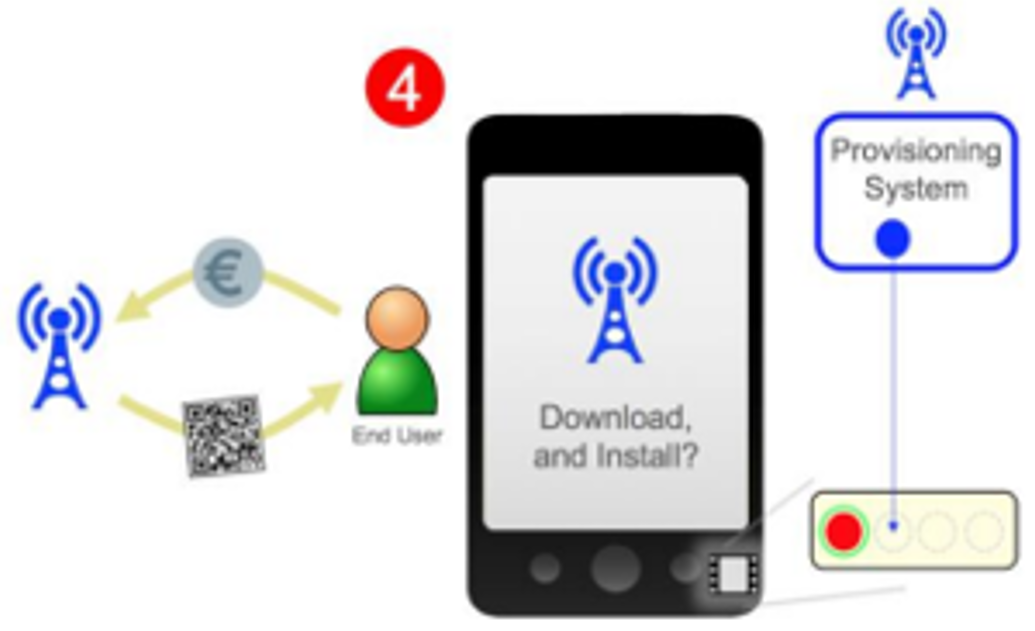 4
€
End User
Download,
and Install?
Provisioning
System